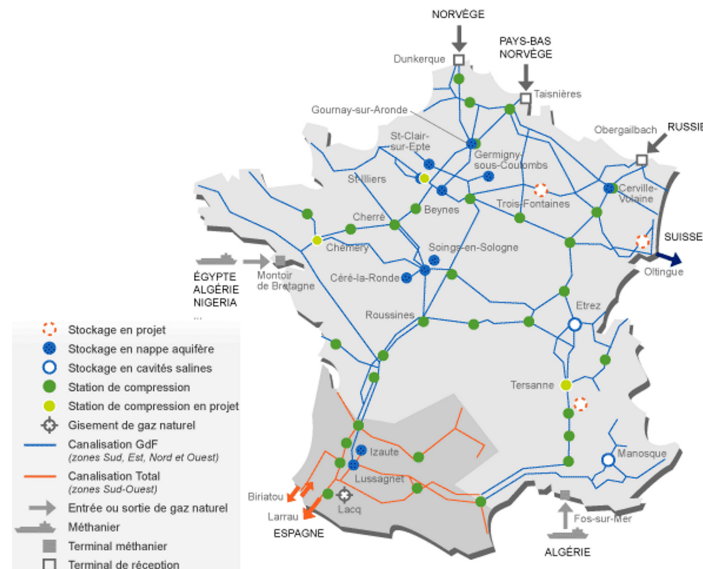 NORVÈGE
PAYS-BAS
NORVÈGE
Dunkerque
Taisnières
Gournay-sur-Aronde
Obergailbach
RUSSIE
St-Clair-
sur-Epte
Germigny-
sous-Coulombs
St-Illiers
Trois-Fontaines
Cerville-
Velaine
Beynes
Cherré
SUISSE
Soings-en-Sologne
Chémery
Oltingue
ÉGYPTE
ALGÉRIE
NIGERIA
...
Montoir
de Bretagne
Céré-la-Ronde
Etrez
Roussines
Tersanne
Izaute
Manosque
Lussagnet
Biriatou
Lacq
Larrau
ESPAGNE
Fos-sur-Mer
ALGÉRIE
Stockage en projet
Stockage en nappe aquifère
Stockage en cavités salines
Station de compression
Station de compression en projet
Gisement de gaz naturel
Canalisation GdF
(zones Sud, Est, Nord et Ouest)
Canalisation Total
(zones Sud-Ouest)
Entrée ou sortie de gaz naturel
Méthanier
Terminal méthanier
Terminal de réception